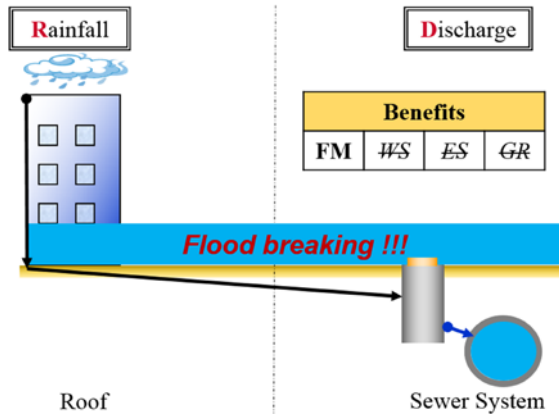 Rainfall
Discharge
Benefits
FM WS ES GR
Flood breaking !!!
Roof
Sewer System